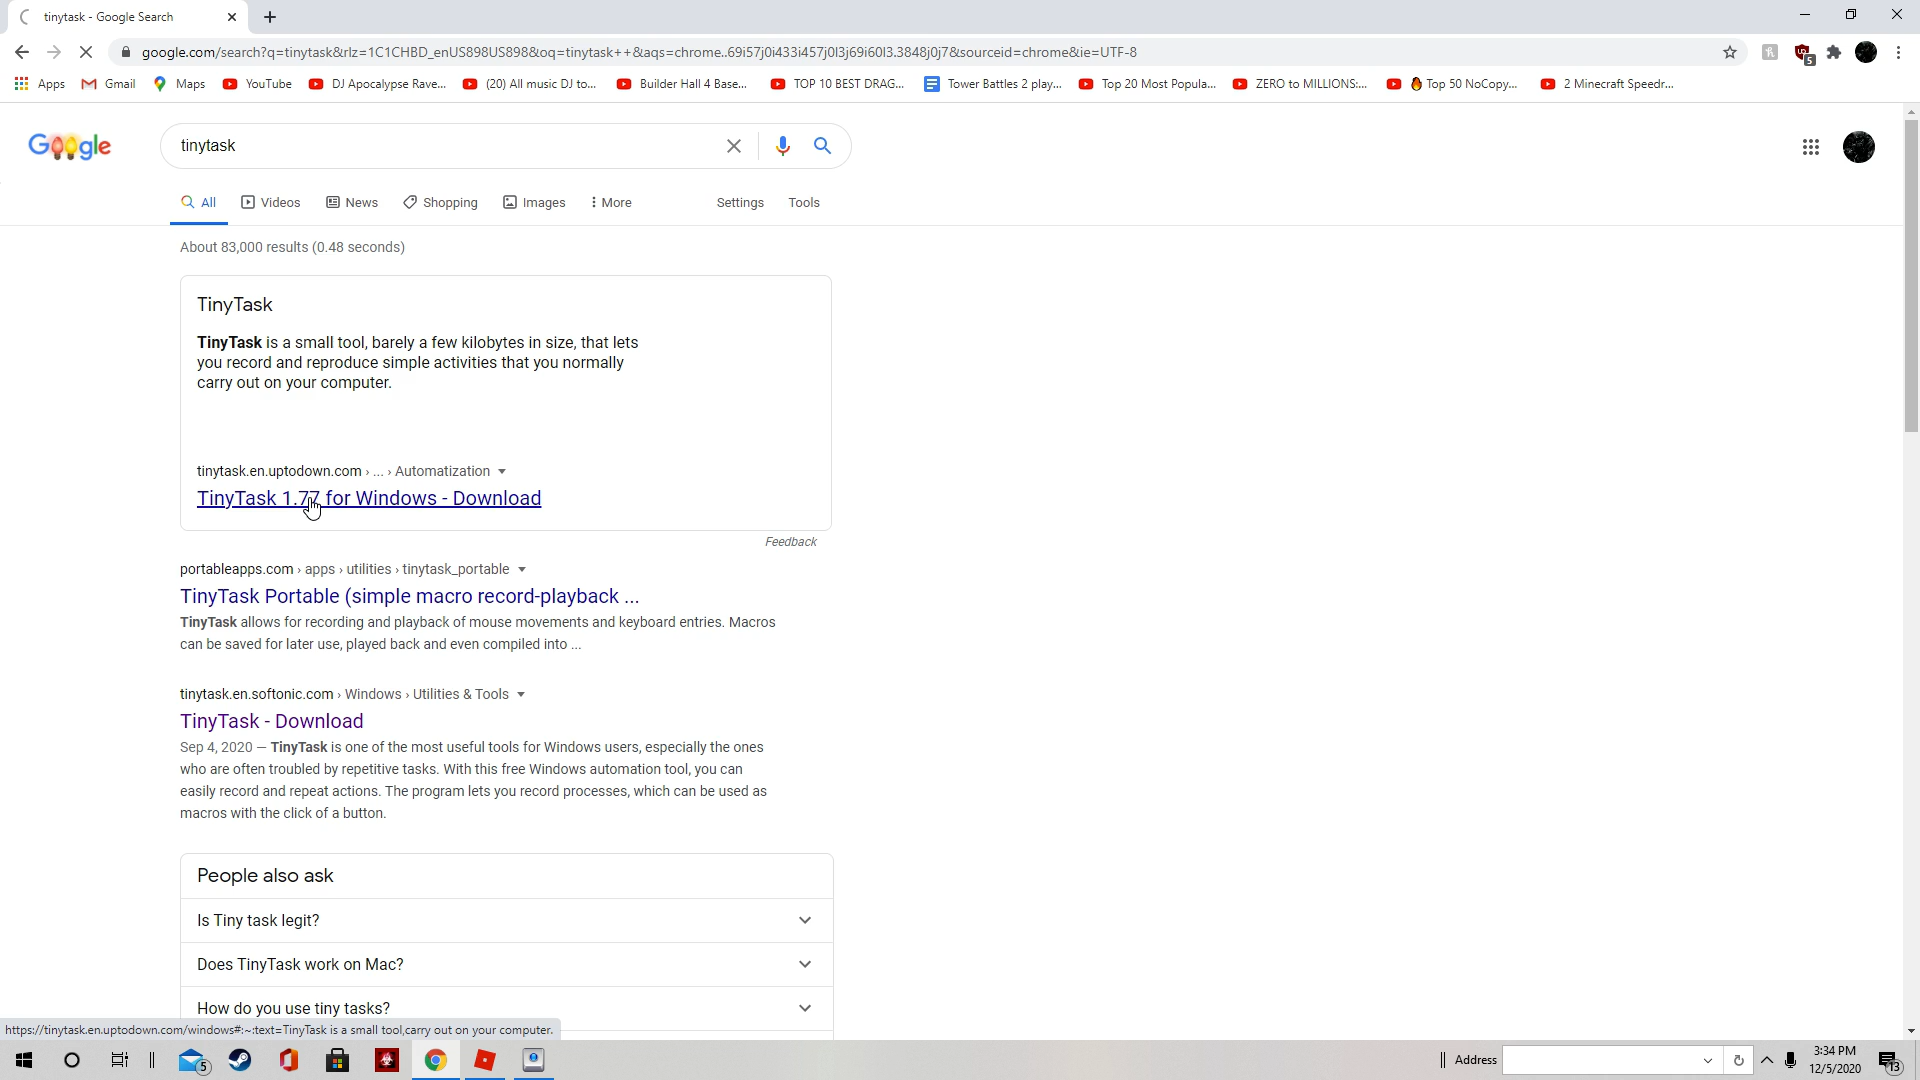 tinytask - Google Search
google.com/search?q=tinytask&rlz=1C1CHBD_enUS898US898&oq=tinytask++&aqs=chrome..69i57j0i433i457j0l3j69i60l3.3848j0j7&sourceid=chrome&ie=UTF-8
5
Apps Gmail Maps YouTube DJ Apocalypse Rave... (20) All music DJ to... Builder Hall 4 Base... TOP 10 BEST DRAG... Tower Battles 2 play... Top 20 Most Popula... ZERO to MILLIONS:... Top 50 NoCopy... 2 Minecraft Speedr...
Google
tinytask
All Videos News Shopping Images More Settings Tools
About 83,000 results (0.48 seconds)
TinyTask
TinyTask is a small tool, barely a few kilobytes in size, that lets
you record and reproduce simple activities that you normally
carry out on your computer.
tinytask.en.uptodown.com › ... › Automatization
TinyTask 1.77 for Windows - Download
Feedback
portableapps.com › apps › utilities › tinytask_portable
TinyTask Portable (simple macro record-playback ...
TinyTask allows for recording and playback of mouse movements and keyboard entries. Macros
can be saved for later use, played back and even compiled into ...
tinytask.en.softonic.com › Windows › Utilities & Tools
TinyTask - Download
Sep 4, 2020 — TinyTask is one of the most useful tools for Windows users, especially the ones
who are often troubled by repetitive tasks. With this free Windows automation tool, you can
easily record and repeat actions. The program lets you record processes, which can be used as
macros with the click of a button.
People also ask
Is Tiny task legit?
Does TinyTask work on Mac?
How do you use tiny tasks?
https://tinytask.en.uptodown.com/windows#:~:text=TinyTask is a small tool,carry out on your computer.
5
Address
3:34 PM
12/5/2020
13